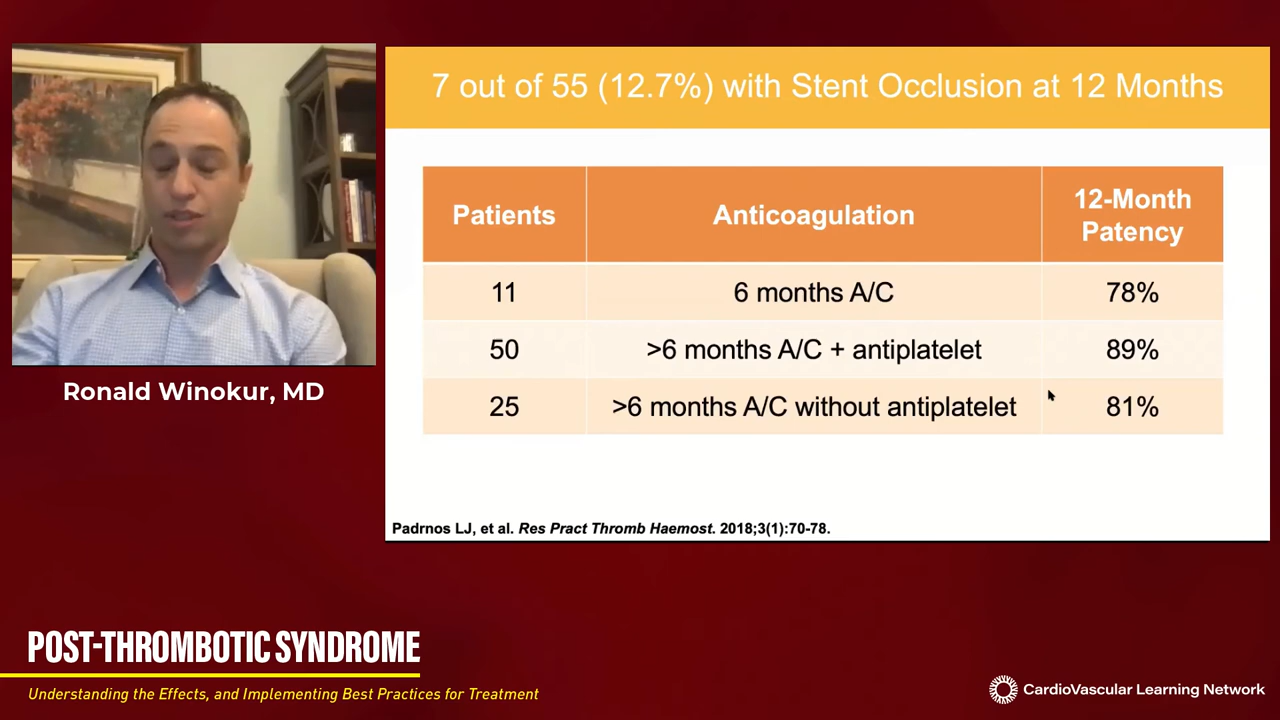 7 out of 55 (12.7%) with Stent Occlusion at 12 Months
Patients Anticoagulation 12-Month Patency
11 6 months A/C 78%
50 >6 months A/C + antiplatelet 89%
25 >6 months A/C without antiplatelet 81%
Padrnos LJ, et al. Res Pract Thromb Haemost. 2018;3(1):70-78.
Ronald Winokur, MD
POST-THROMBOTIC SYNDROME
Understanding the Effects, and Implementing Best Practices for Treatment
CardioVascular Learning Network